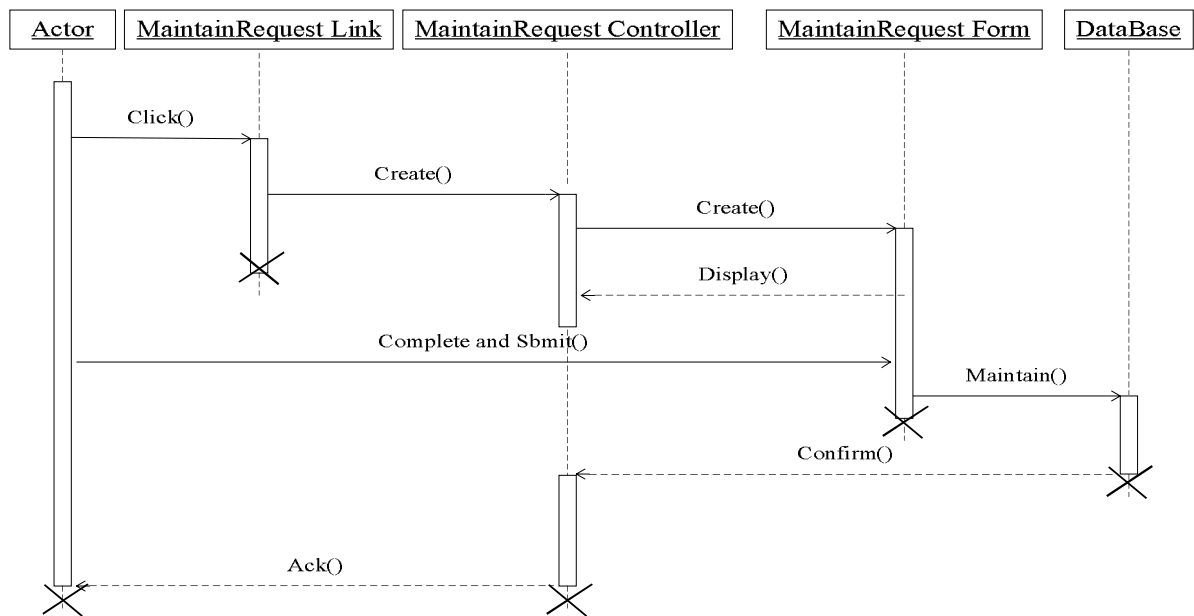 Actor
MaintainRequest Link
MaintainRequest Controller
MaintainRequest Form
DataBase
Click()
Create()
Create()
Display()
Complete and Sbmit()
Maintain()
Confirm()
Ack()